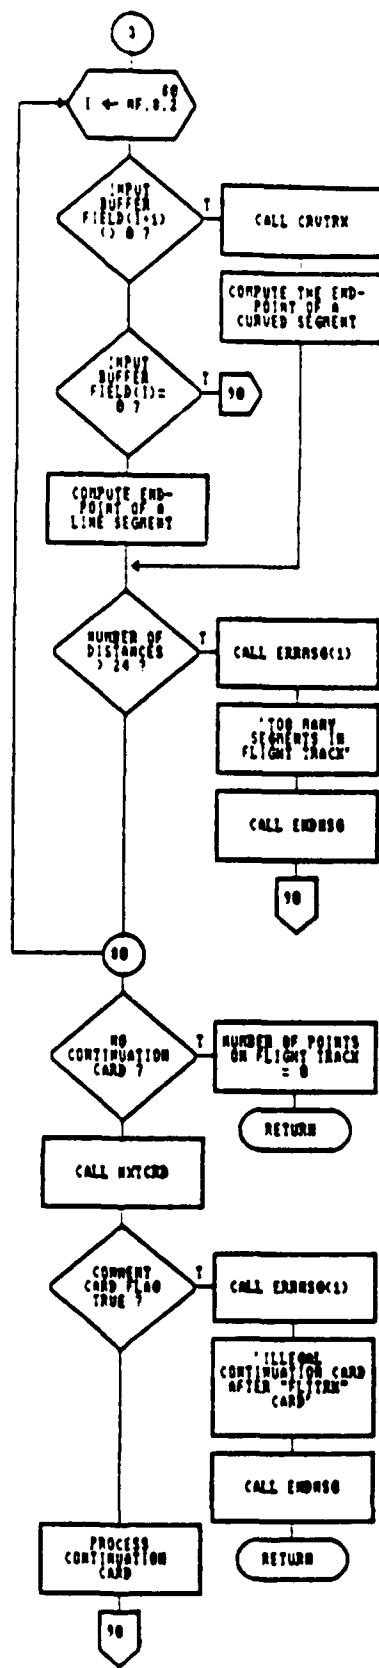 3
80
I ← NF,8,2
INPUT
BUFFER
FIELD(I+1)
<> 0 ?
T
CALL CRVTRK
COMPUTE THE END-
POINT OF A
CURVED SEGMENT
INPUT
BUFFER
FIELD(I)=
0 ?
T
90
COMPUTE END-
POINT OF A
LINE SEGMENT
NUMBER OF
DISTANCES
> 24 ?
T
CALL ERRMSG(1)
'TOO MANY
SEGMENTS IN
FLIGHT TRACK'
CALL ENDMSG
90
80
NO
CONTINUATION
CARD ?
T
NUMBER OF POINTS
ON FLIGHT TRACK
= 0
RETURN
CALL NXTCRD
COMMENT
CARD FLAG
TRUE ?
T
CALL ERRMSG(1)
'ILLEGAL
CONTINUATION CARD
AFTER "FLTTRK"
CARD'
CALL ENDMSG
RETURN
PROCESS
CONTINUATION
CARD
90